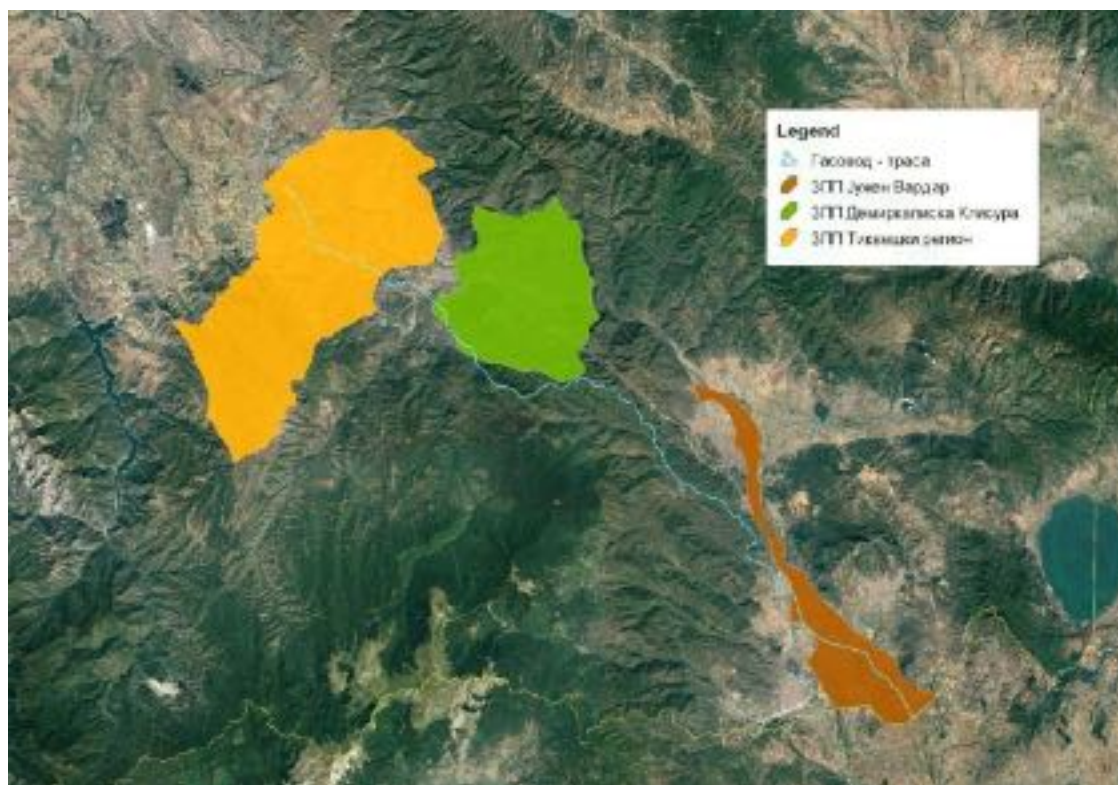 Legend
Гасовод - траса
ЗПП Јужен Вардар
ЗПП Демиркаписка Клисура
ЗПП Тиквешки регион